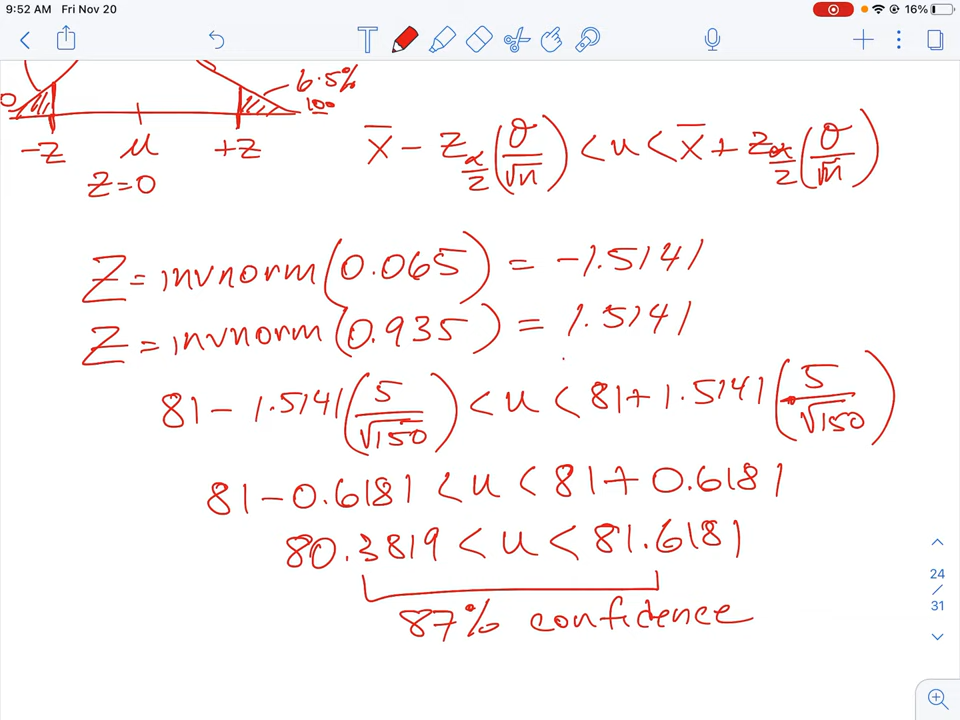 9:52 AM Fri Nov 20
16%
T
6.5%
100
-Z μ +Z
Z=0
x̄ - Z α/2 (σ/√n) < u < x̄ + Z α/2 (σ/√n)
Z = invnorm(0.065) = -1.5141
Z = invnorm(0.935) = 1.5141
81 - 1.5141(5/√150) < u < 81 + 1.5141(5/√150)
81 - 0.6181 < u < 81 + 0.6181
80.3819 < u < 81.6181
87% confidence
24
/
31